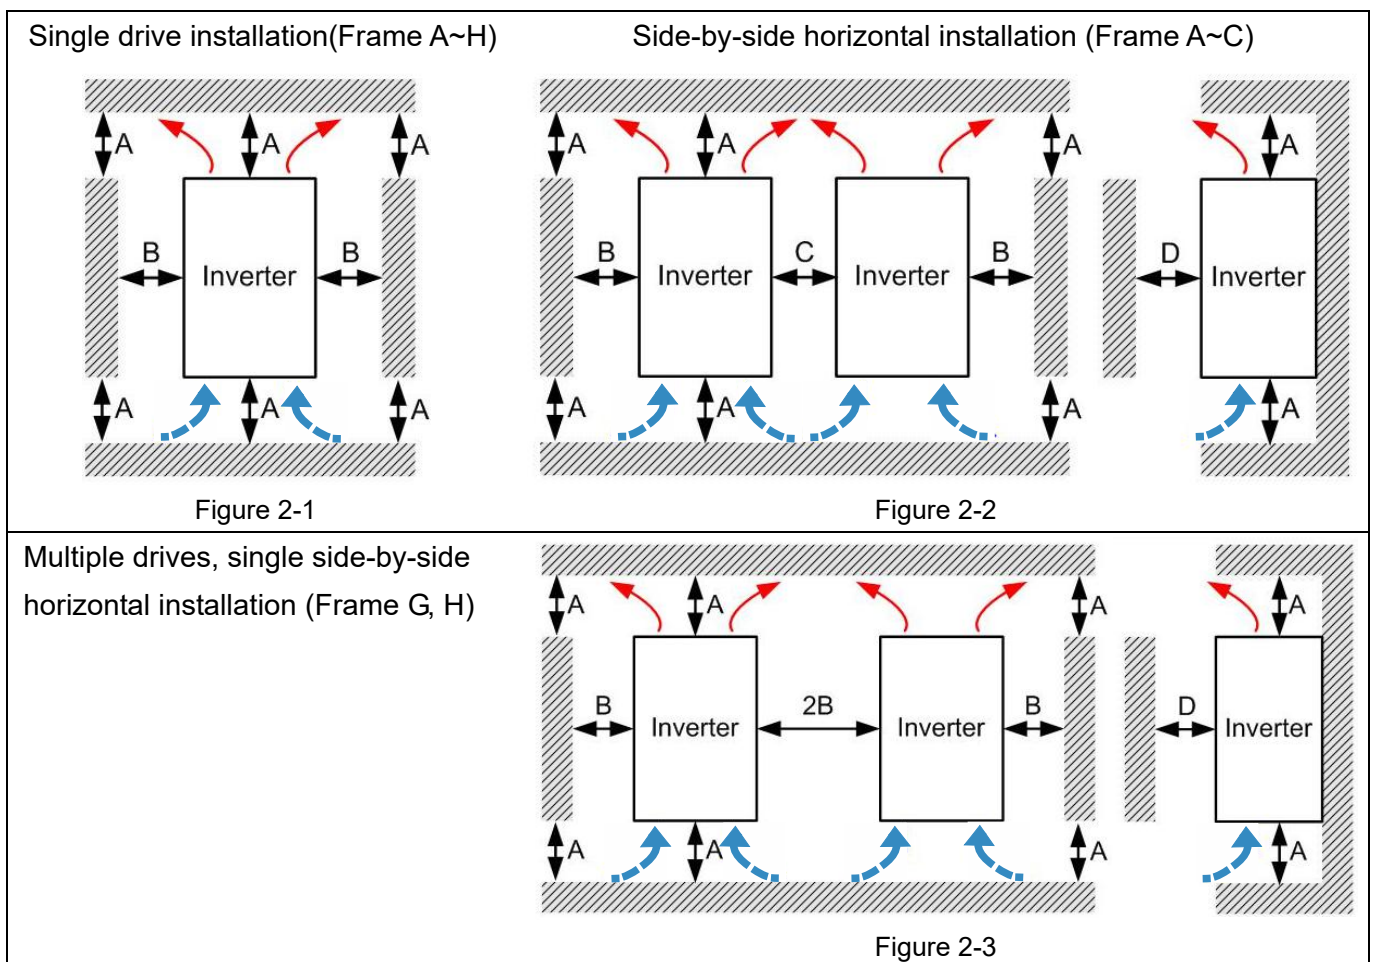 Single drive installation(Frame A~H)
Side-by-side horizontal installation (Frame A~C)
A A A
B B
Inverter
A A A
Figure 2-1
A A A A
B C B D
Inverter Inverter Inverter
A A A A
Figure 2-2
Multiple drives, single side-by-side
horizontal installation (Frame G, H)
A A A A
B 2B B D
Inverter Inverter Inverter
A A A A
Figure 2-3